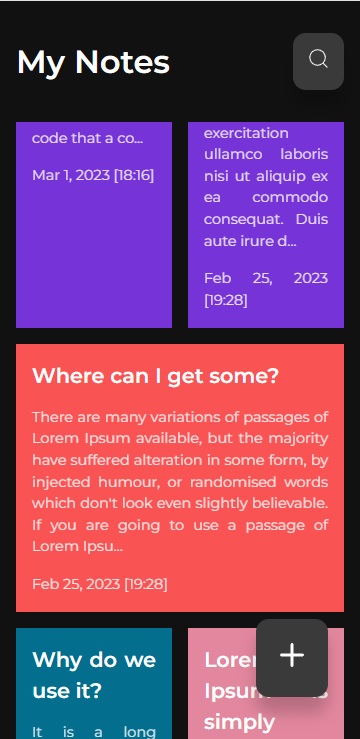 My Notes
code that a co...
Mar 1, 2023 [18:16]
exercitation
ullamco laboris
nisi ut aliquip ex
ea commodo
consequat. Duis
aute irure d...
Feb 25, 2023
[19:28]
Where can I get some?
There are many variations of passages of
Lorem Ipsum available, but the majority
have suffered alteration in some form, by
injected humour, or randomised words
which don't look even slightly believable.
If you are going to use a passage of
Lorem Ipsu...
Feb 25, 2023 [19:28]
Why do we
use it?
It is a long
simply